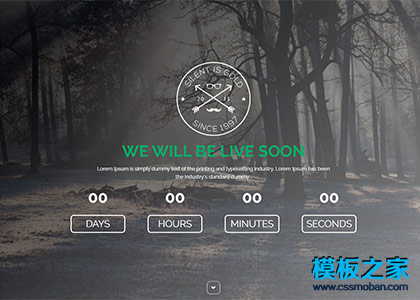 SILENT IS GOLD
20 15
SINCE 1997
WE WILL BE LIVE SOON
Lorem Ipsum is simply dummy text of the printing and typesetting industry. Lorem Ipsum has been
the industry's standard dummy
00 00 00 00
DAYS HOURS MINUTES SECONDS
模板之家
www.cssmoban.com